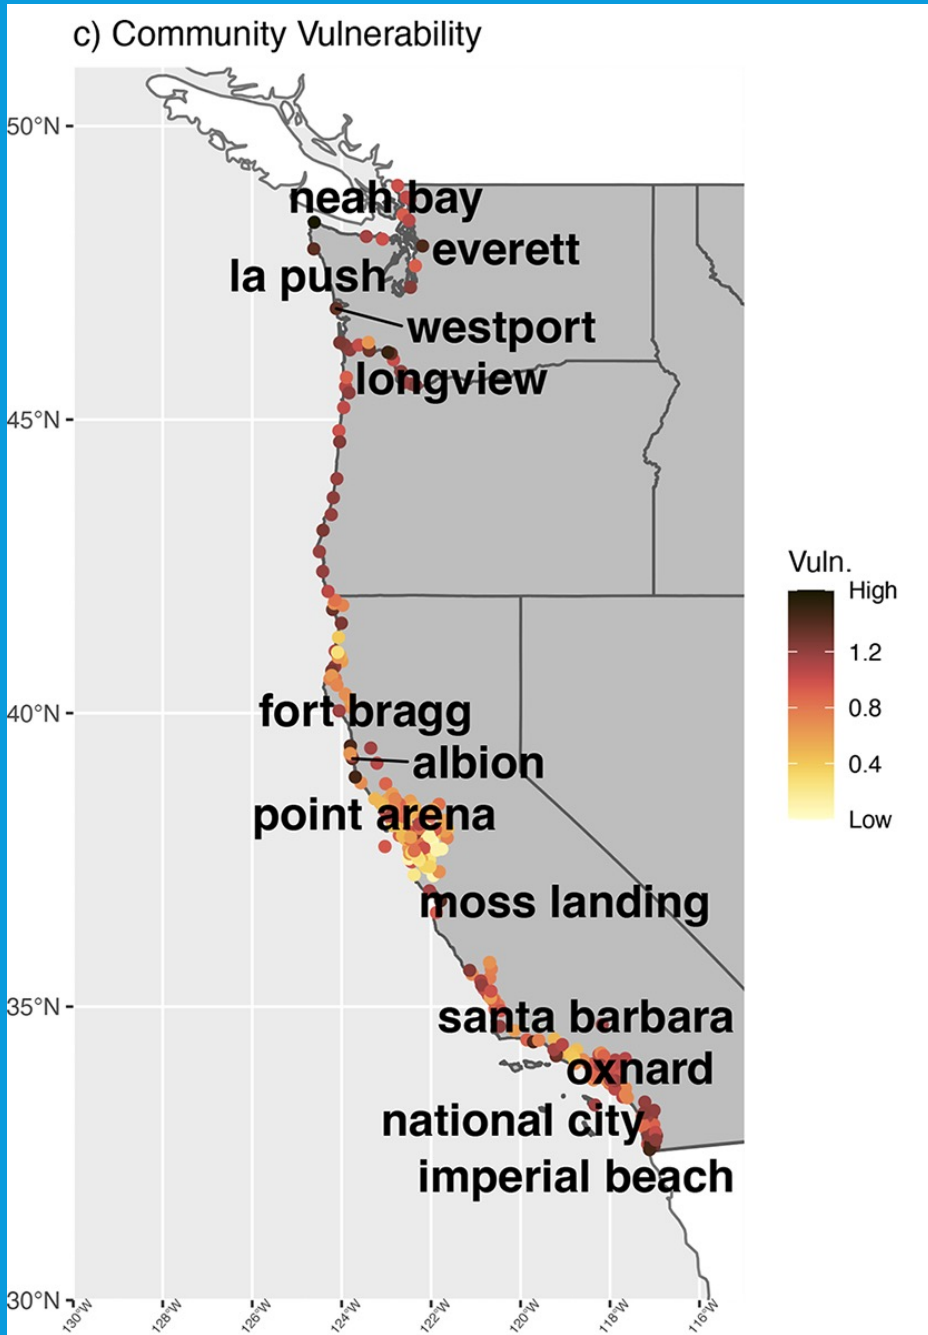 c) Community Vulnerability
50°N
neah bay
everett
la push
westport
longview
45°N
Vuln.
High
1.2
0.8
0.4
Low
40°N
fort bragg
albion
point arena
moss landing
35°N
santa barbara
oxnard
national city
imperial beach
30°N
130°W 128°W 126°W 124°W 122°W 120°W 118°W 116°W